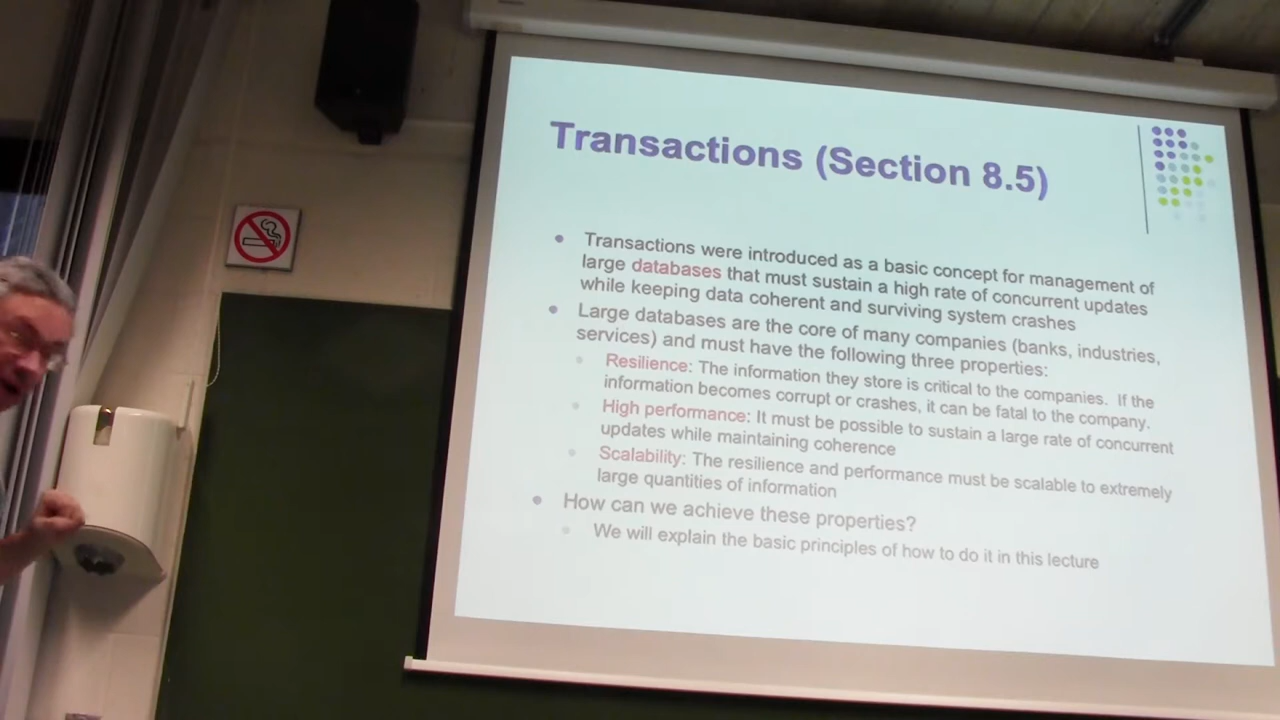 Transactions (Section 8.5)
Transactions were introduced as a basic concept for management of
large databases that must sustain a high rate of concurrent updates
while keeping data coherent and surviving system crashes
Large databases are the core of many companies (banks, industries,
services) and must have the following three properties:
Resilience: The information they store is critical to the companies. If the
information becomes corrupt or crashes, it can be fatal to the company.
High performance: It must be possible to sustain a large rate of concurrent
updates while maintaining coherence
Scalability: The resilience and performance must be scalable to extremely
large quantities of information
How can we achieve these properties?
We will explain the basic principles of how to do it in this lecture